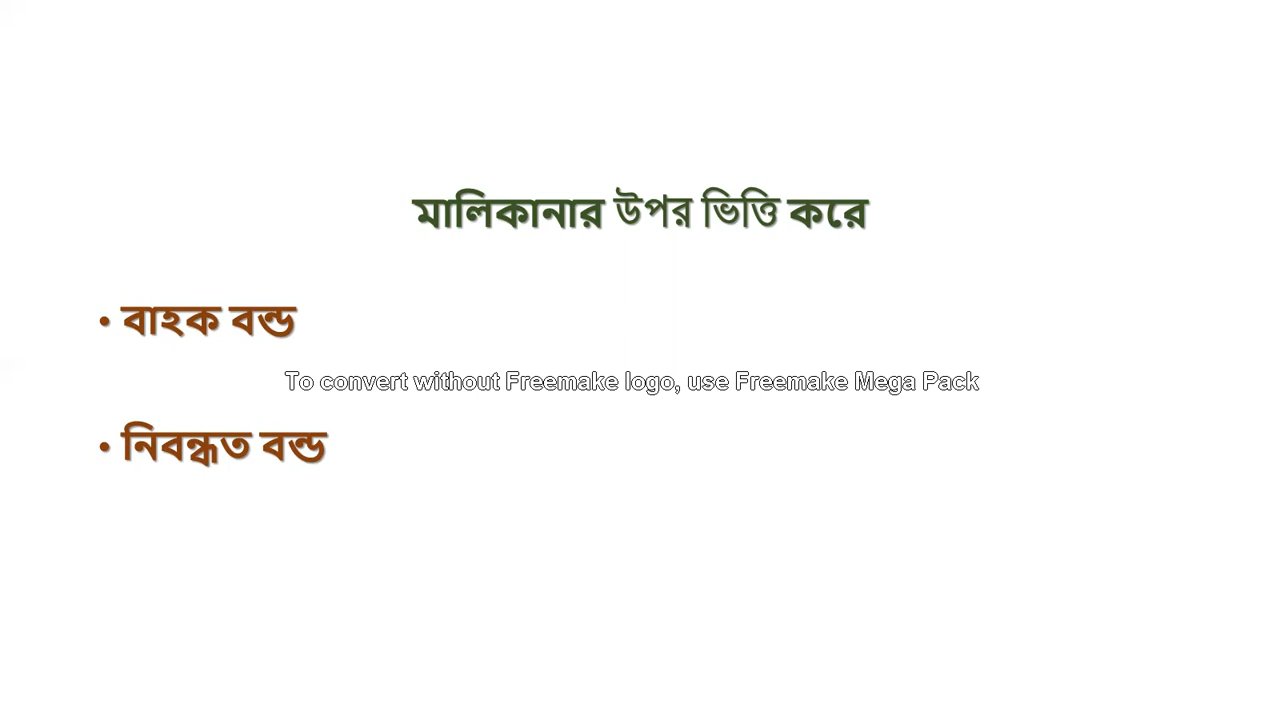 মালিকানার উপর ভিত্তি করে
• বাহক বন্ড
To convert without Freemake logo, use Freemake Mega Pack
• নিবন্ধত বন্ড